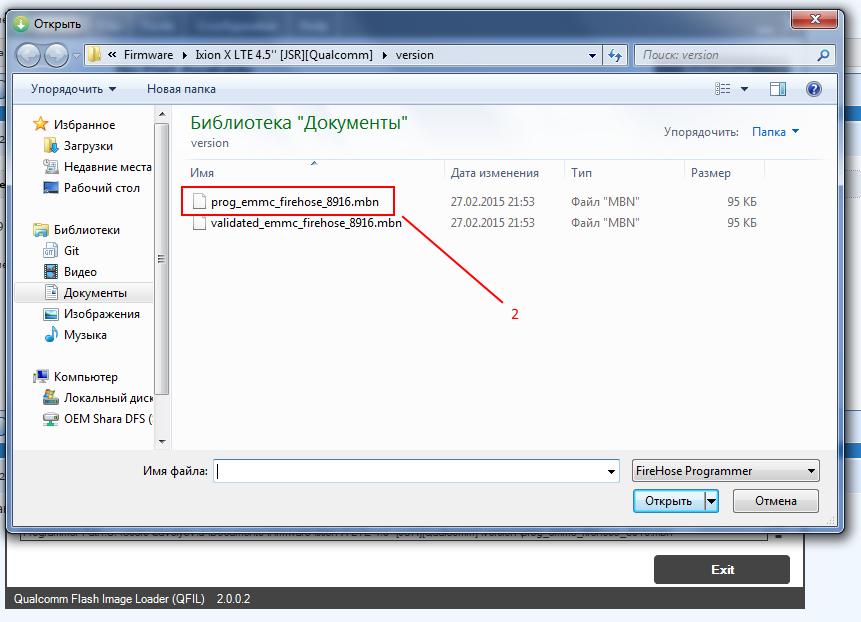 Открыть
« Firmware Ixion X LTE 4.5" [JSR][Qualcomm] version
Поиск: version
Упорядочить Новая папка
Избранное
Загрузки
Недавние места
Рабочий стол
Библиотеки
Git
Видео
Документы
Изображения
Музыка
Компьютер
Локальный диск
OEM Shara DFS (
Библиотека "Документы"
version
Упорядочить: Папка
Имя Дата изменения Тип Размер
prog_emmc_firehose_8916.mbn 27.02.2015 21:53 Файл "MBN" 95 КБ
validated_emmc_firehose_8916.mbn 27.02.2015 21:53 Файл "MBN" 95 КБ
2
Имя файла: FireHose Programmer
Открыть Отмена
Exit
Qualcomm Flash Image Loader (QFIL) 2.0.0.2